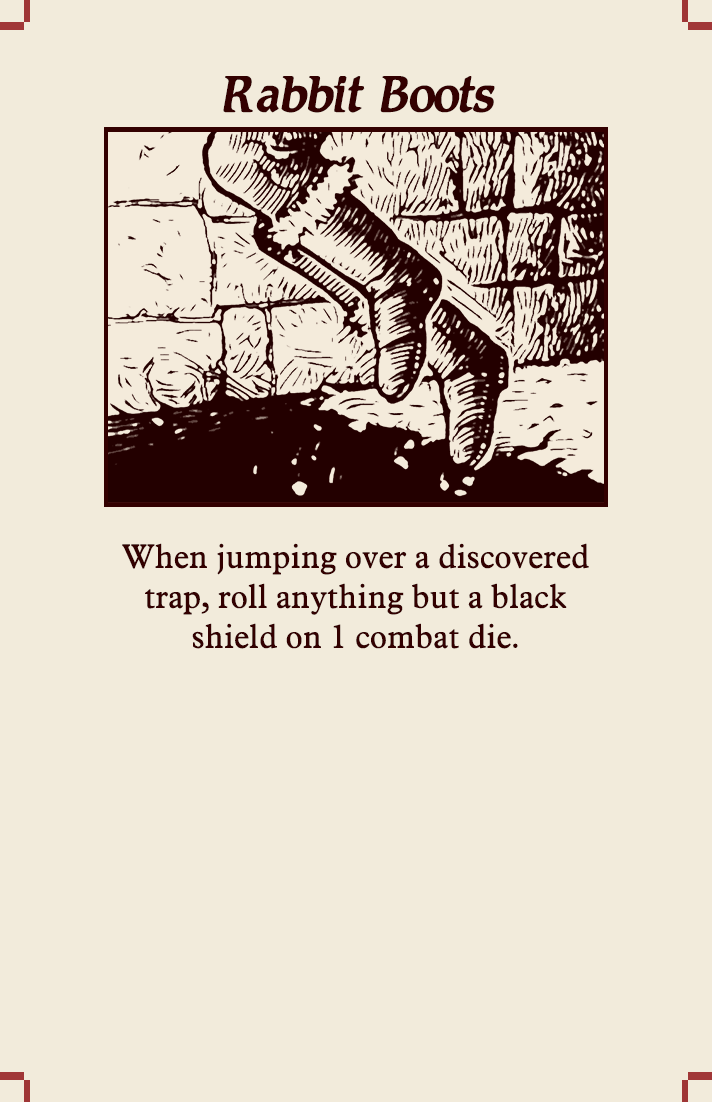 Rabbit Boots
When jumping over a discovered
trap, roll anything but a black
shield on 1 combat die.